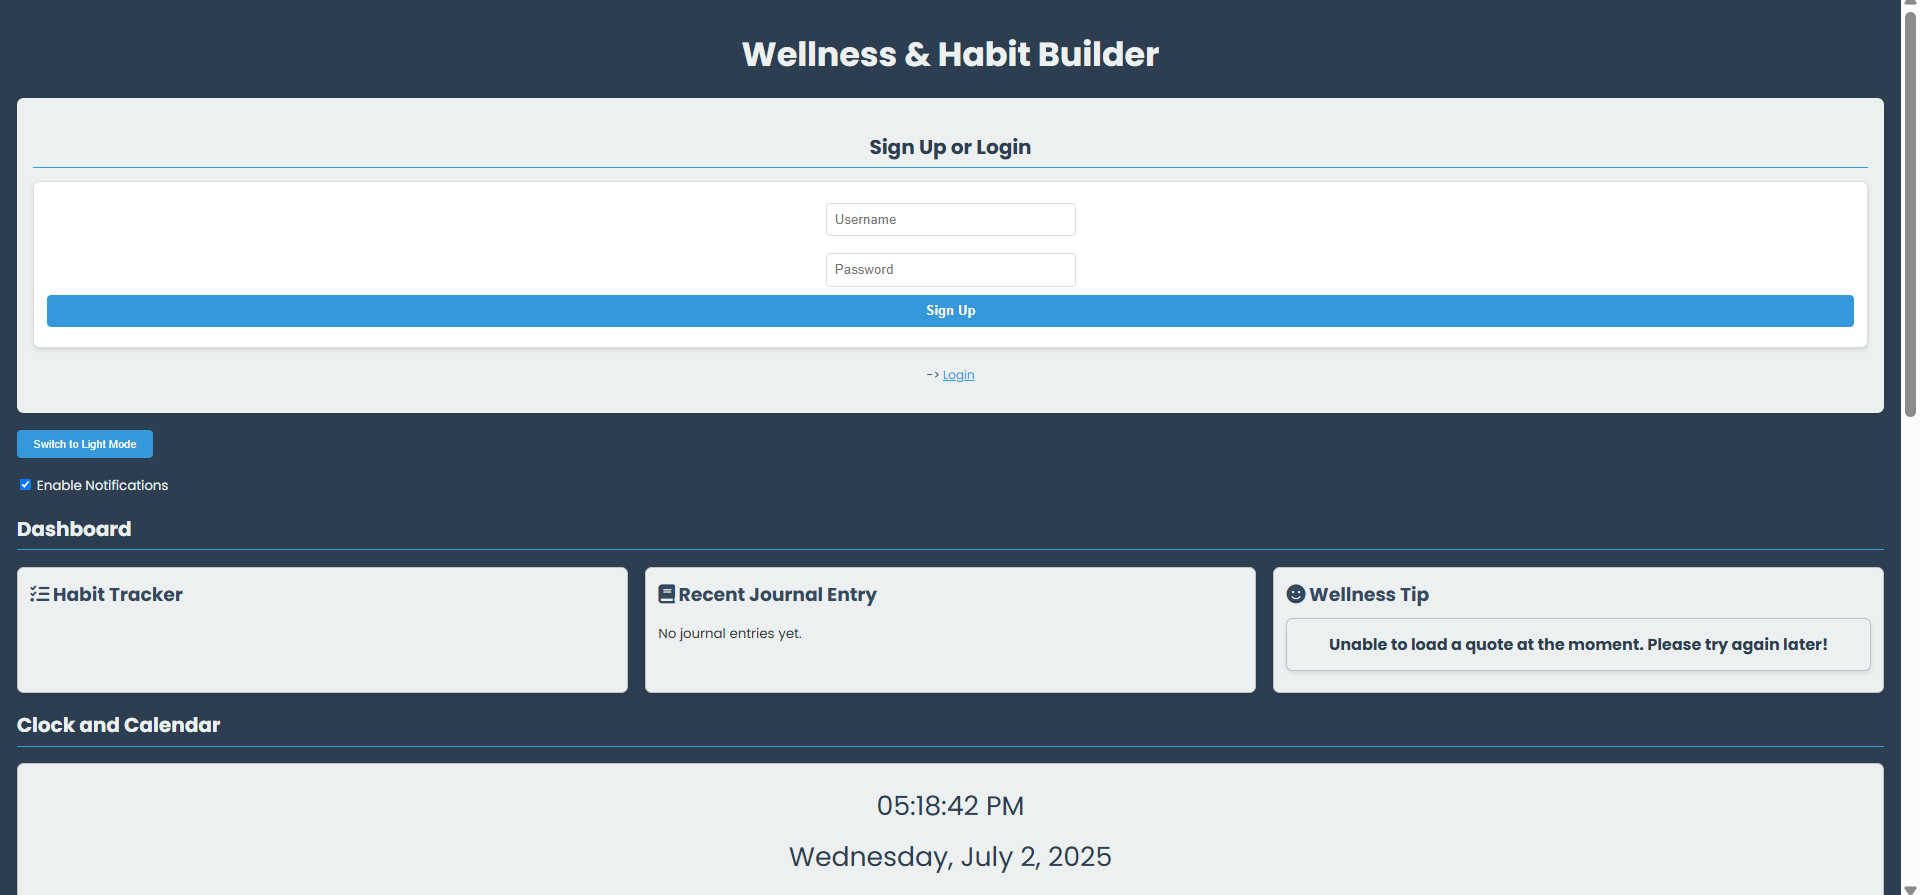 Wellness & Habit Builder
Sign Up or Login
Username
Password
Sign Up
-> Login
Switch to Light Mode
Enable Notifications
Dashboard
Habit Tracker
Recent Journal Entry
No journal entries yet.
Wellness Tip
Unable to load a quote at the moment. Please try again later!
Clock and Calendar
05:18:42 PM
Wednesday, July 2, 2025